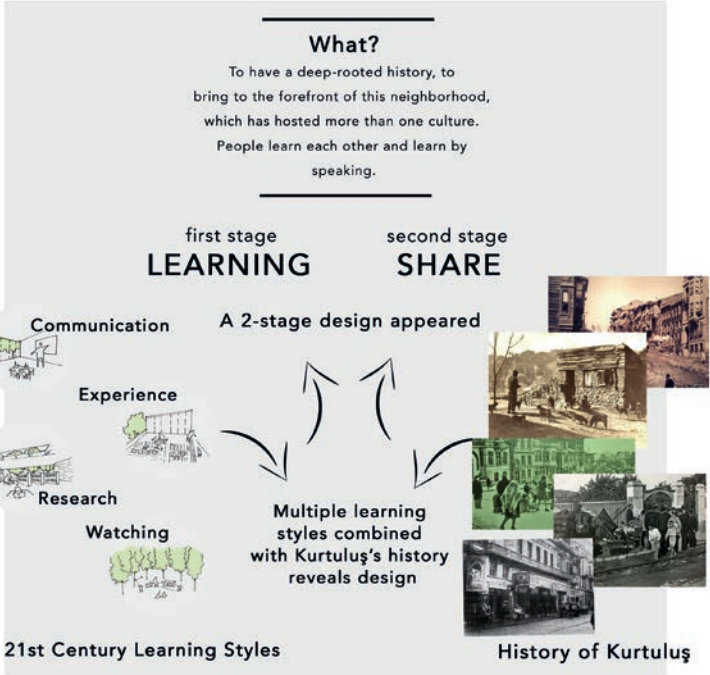 What?
To have a deep-rooted history, to
bring to the forefront of this neighborhood,
which has hosted more than one culture.
People learn each other and learn by
speaking.
first stage
LEARNING
second stage
SHARE
A 2-stage design appeared
Communication
Experience
Research
Watching
Multiple learning
styles combined
with Kurtuluş's history
reveals design
21st Century Learning Styles
History of Kurtuluş